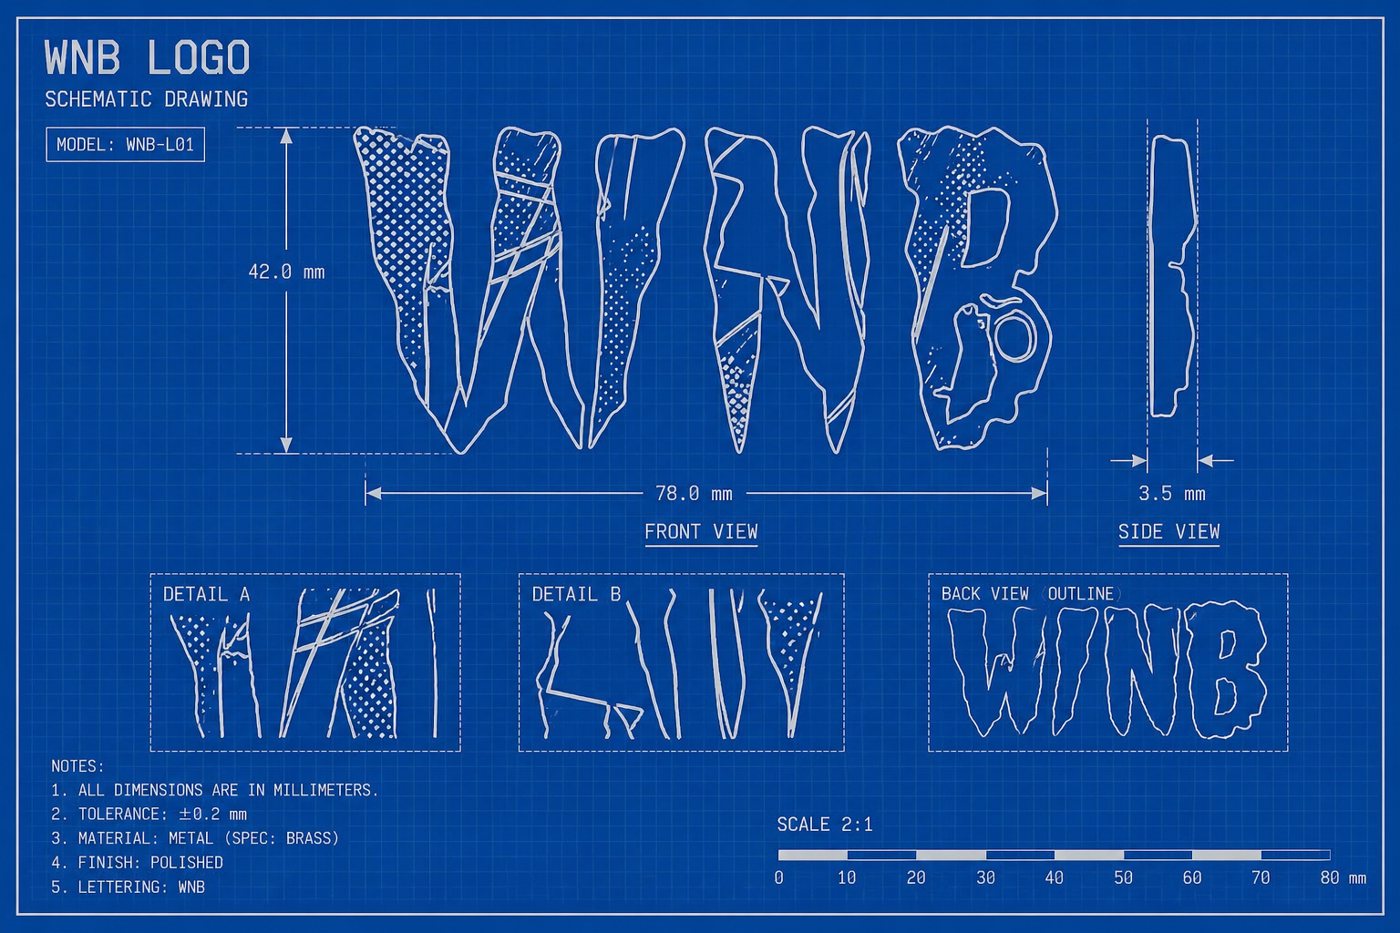 WNB LOGO
SCHEMATIC DRAWING
MODEL: WNB-L01
42.0 mm
WNB
78.0 mm
3.5 mm
FRONT VIEW
SIDE VIEW
DETAIL A
DETAIL B
BACK VIEW OUTLINE
WNB
NOTES:
1. ALL DIMENSIONS ARE IN MILLIMETERS.
2. TOLERANCE: ±0.2 mm
3. MATERIAL: METAL (SPEC: BRASS)
4. FINISH: POLISHED
5. LETTERING: WNB
SCALE 2:1
0 10 20 30 40 50 60 70 80 mm